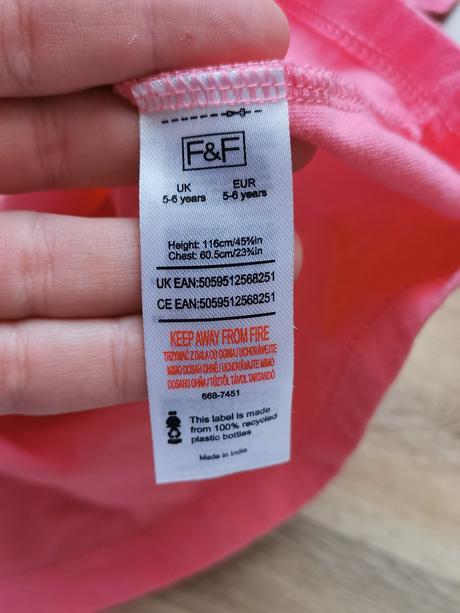 F&F
UK EUR
5-6 years 5-6 years
Height: 116cm/45⅝in
Chest: 60.5cm/23¾in
UK EAN:5059512568251
CE EAN:5059512568251
KEEP AWAY FROM FIRE
TRZYMAĆ Z DALA OD OGNIA / UCHOVÁVEJTE
MIMO DOSAH OHNĚ / UCHOVÁVAJTE MIMO
DOSAHU OHŇA / TŰZTŐL TÁVOL TARTANDÓ
668-7451
This label is made
from 100% recycled
plastic bottles
Made in India